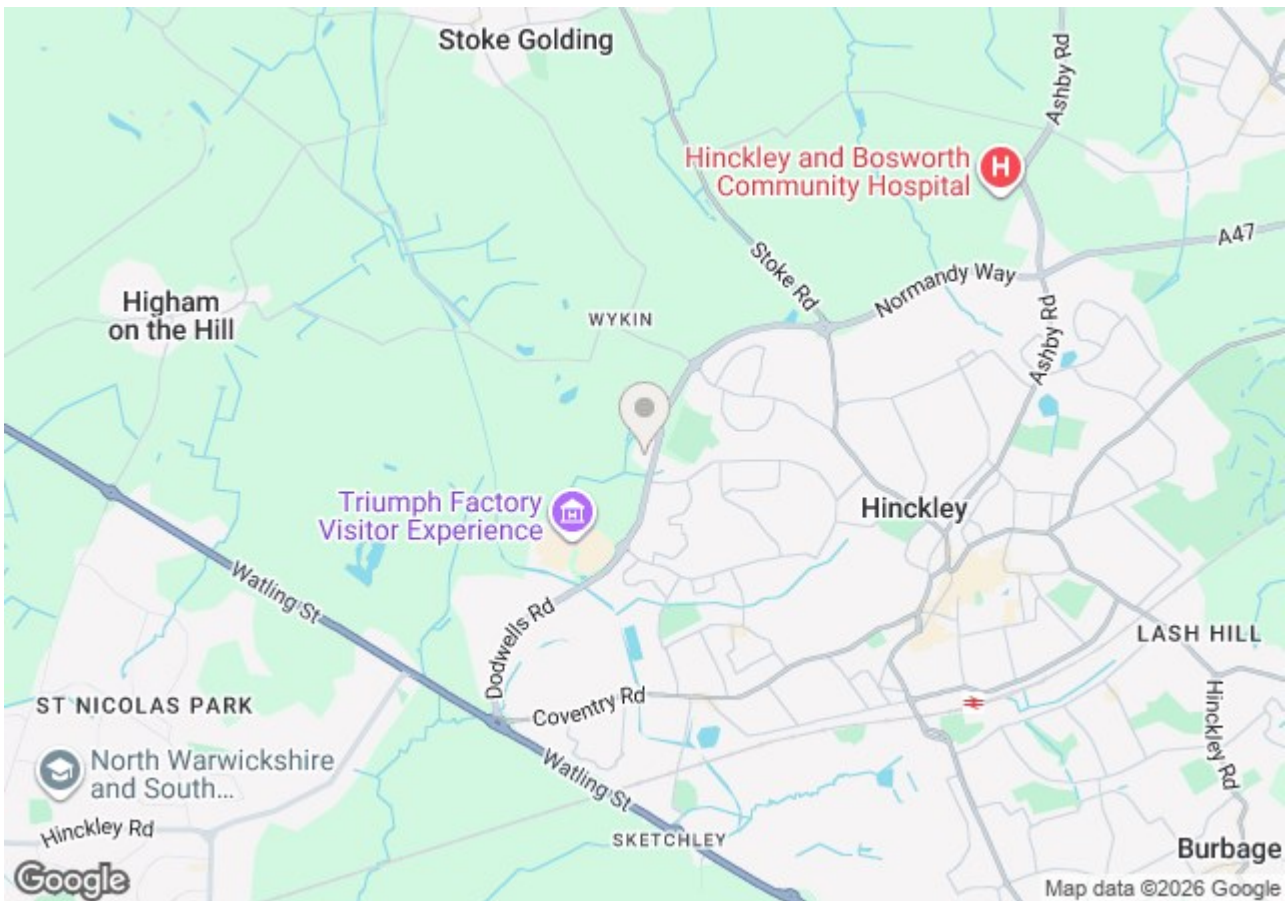 Stoke Golding
Ashby Rd
Hinckley and Bosworth
Community Hospital
H
A47
Stoke Rd
Normandy Way
Higham
on the Hill
WYKIN
Ashby Rd
Triumph Factory
Visitor Experience
Hinckley
Watling St
Dodwells Rd
LASH HILL
ST NICOLAS PARK
Coventry Rd
Hinckley Rd
North Warwickshire
and South...
Watling St
Hinckley Rd
SKETCHLEY
Burbage
Google
Map data ©2026 Google